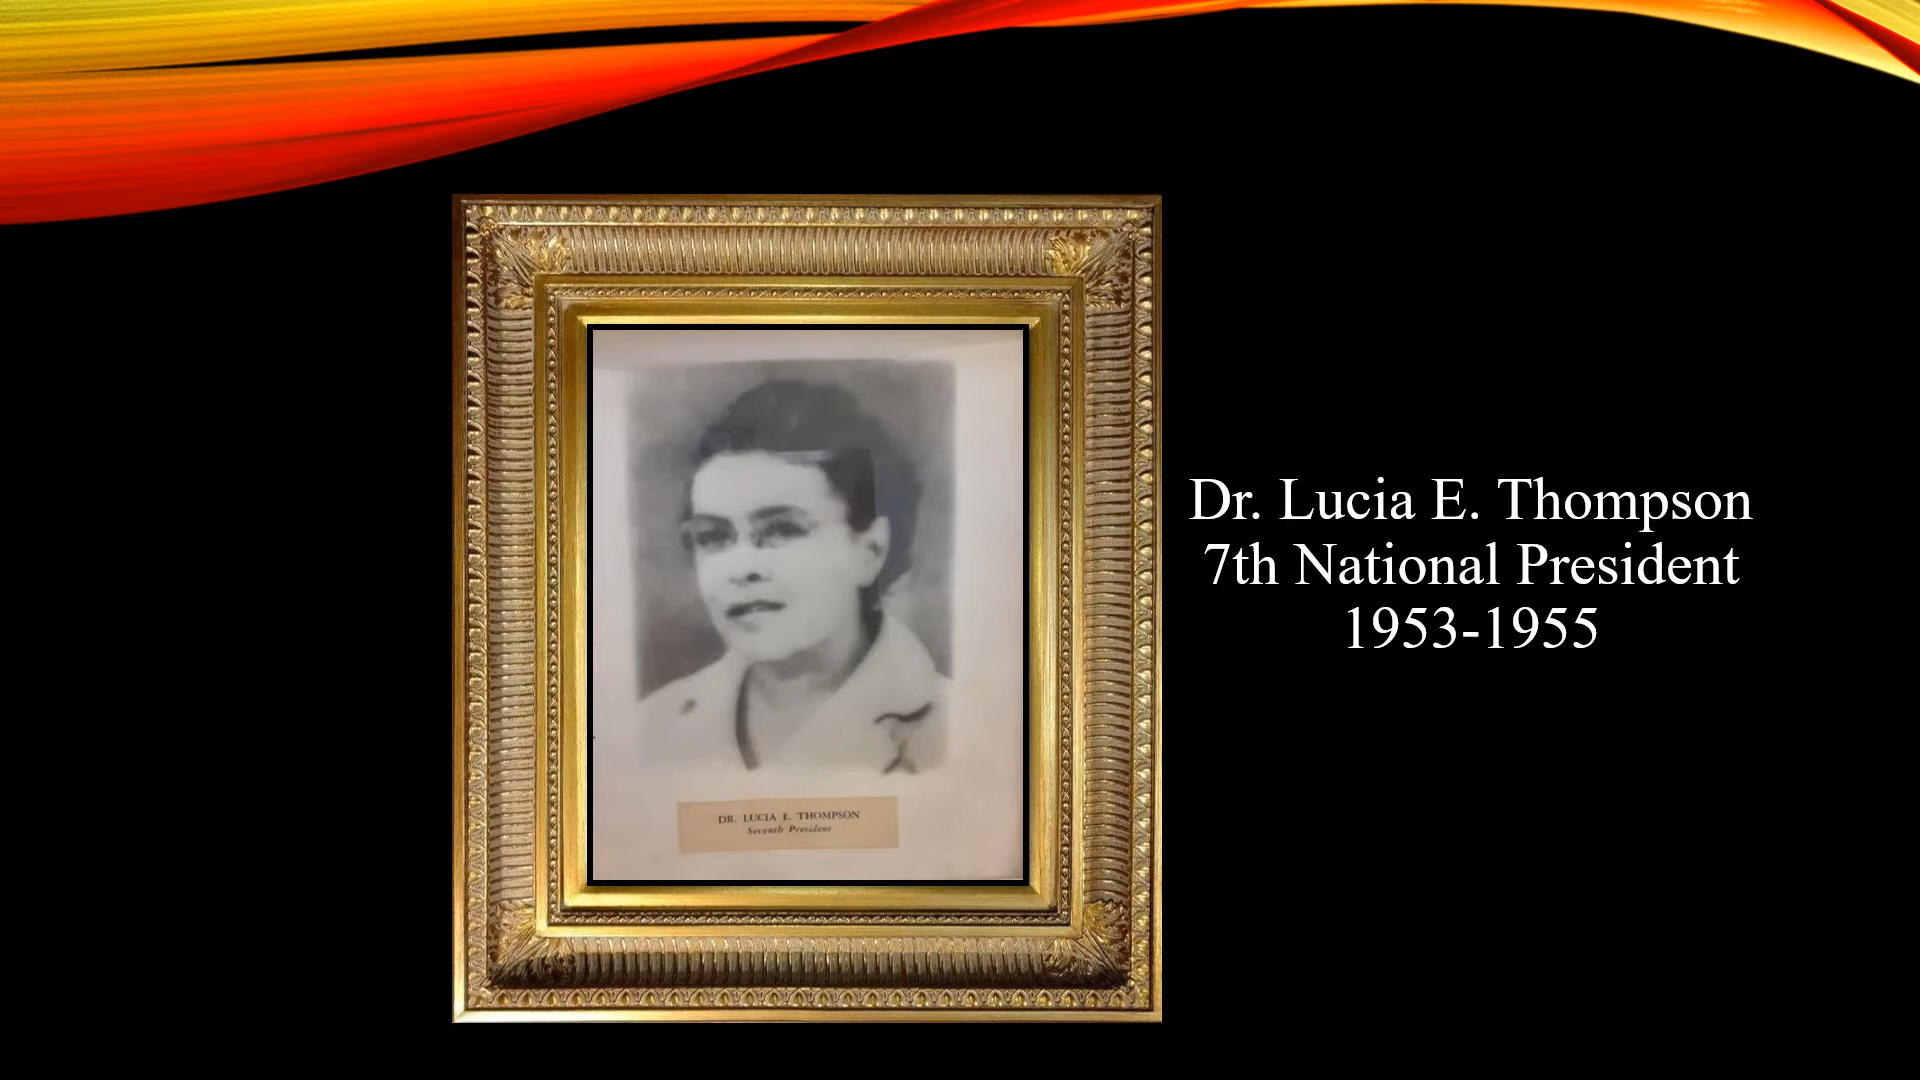 Dr. Lucia E. Thompson
7th National President
1953-1955
DR. LUCIA E. THOMPSON
Seventh President